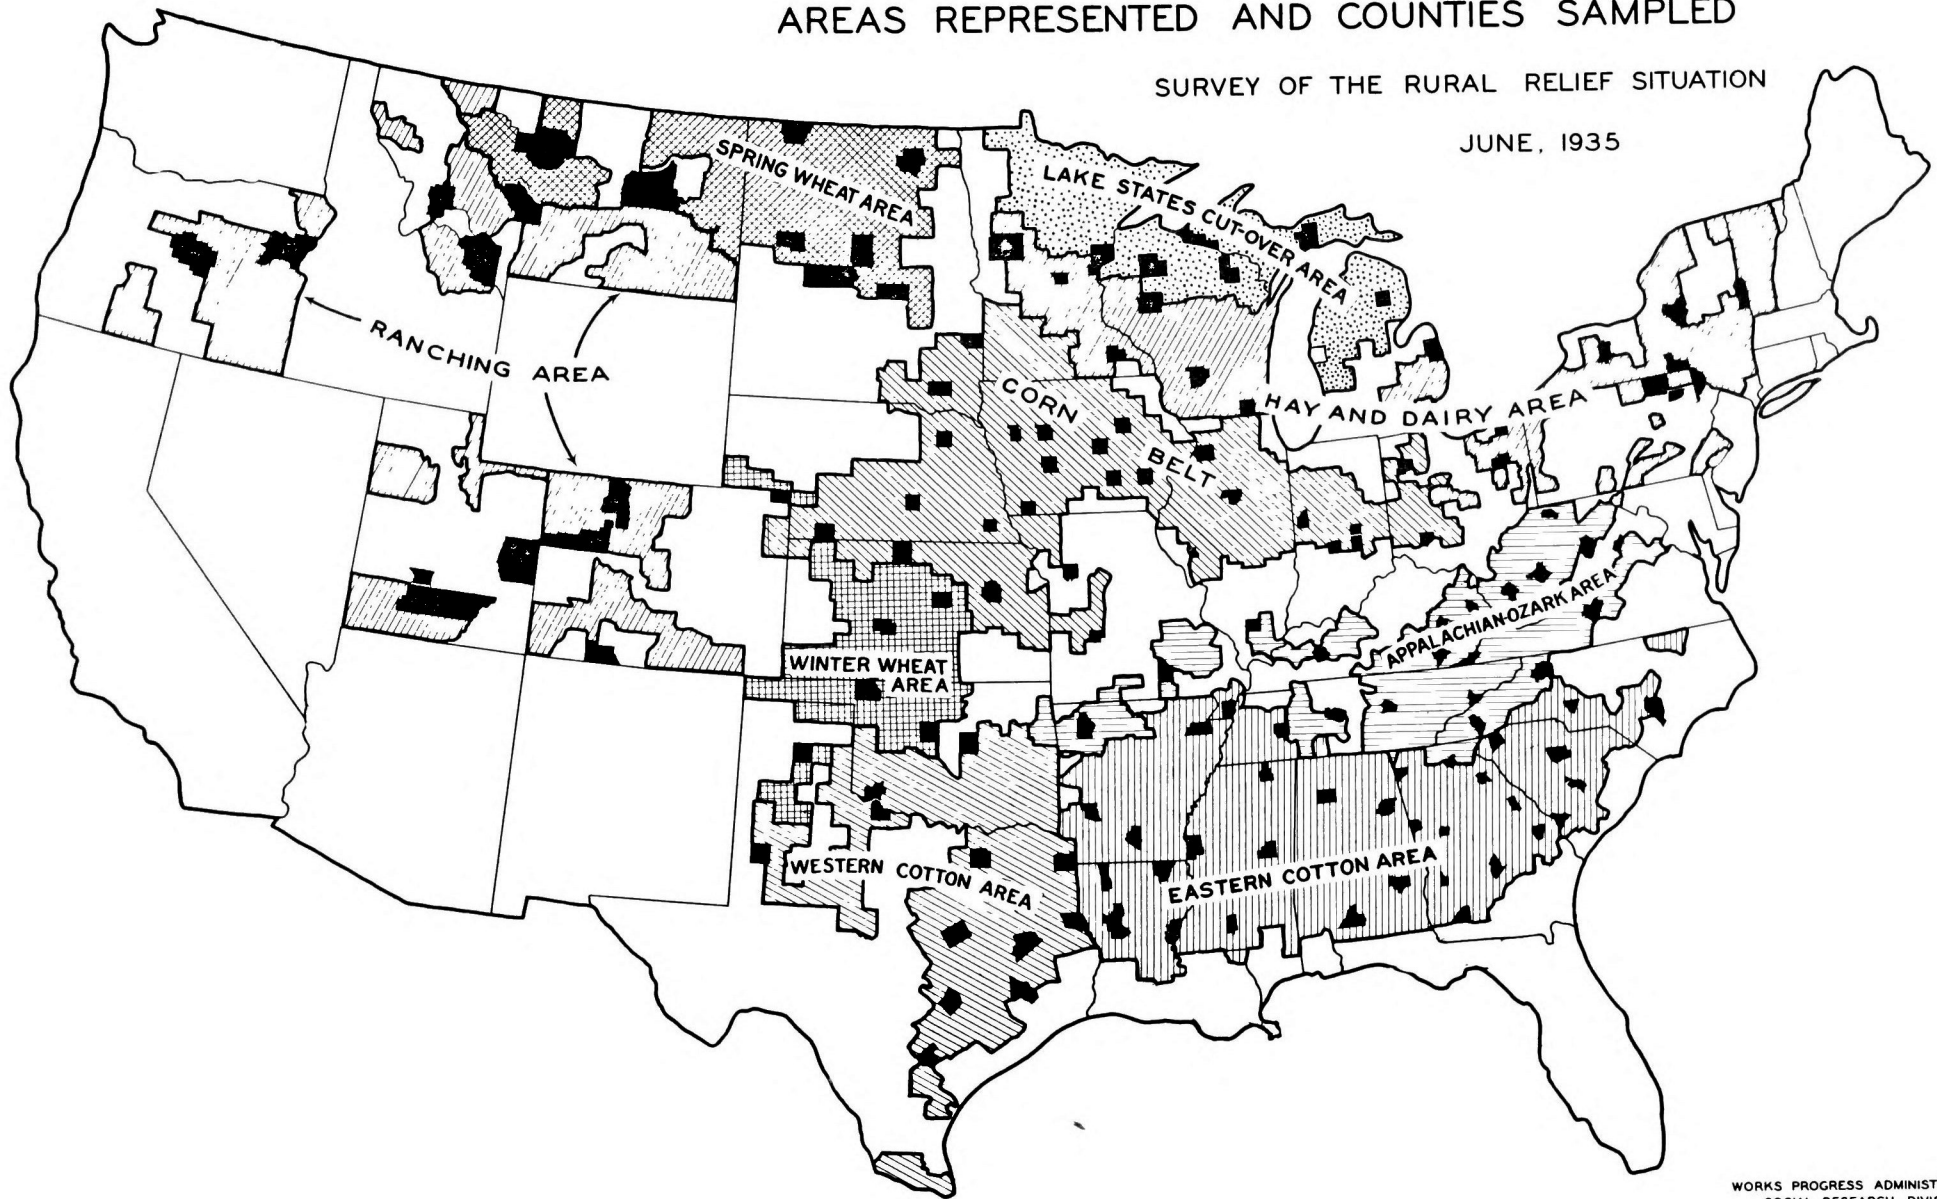 AREAS REPRESENTED AND COUNTIES SAMPLED
SURVEY OF THE RURAL RELIEF SITUATION
JUNE, 1935
SPRING WHEAT AREA
LAKE STATES CUT-OVER AREA
RANCHING AREA
CORN
BELT
HAY AND DAIRY AREA
APPALACHIAN-OZARK AREA
WINTER WHEAT
AREA
WESTERN COTTON AREA
EASTERN COTTON AREA
WORKS PROGRESS ADMINIST